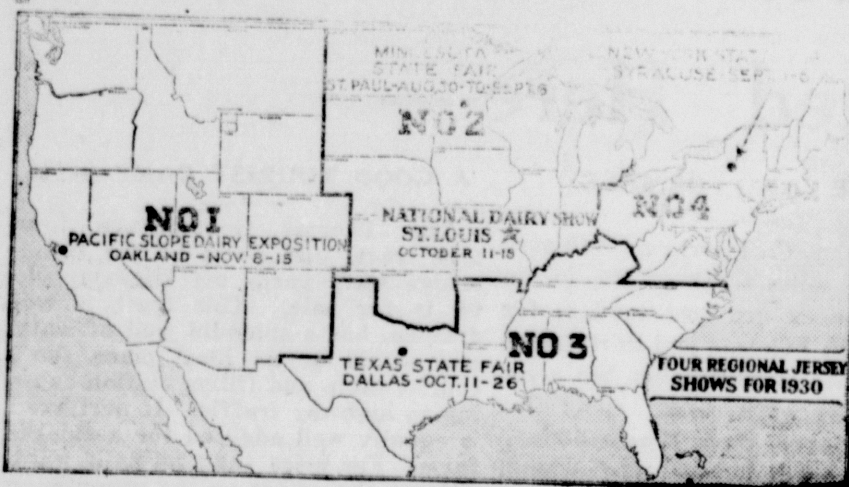 MINNESOTA
STATE FAIR
ST. PAUL-AUG. 30-TO-SEPT. 6
NEW YORK STATE
SYRACUSE-SEPT. 1-6
NO 2
NO 4
NO 1
PACIFIC SLOPE DAIRY EXPOSITION
OAKLAND - NOV. 8-15
NATIONAL DAIRY SHOW
ST. LOUIS
OCTOBER 11-18
NO 3
TEXAS STATE FAIR
DALLAS - OCT. 11-26
FOUR REGIONAL JERSEY
SHOWS FOR 1930